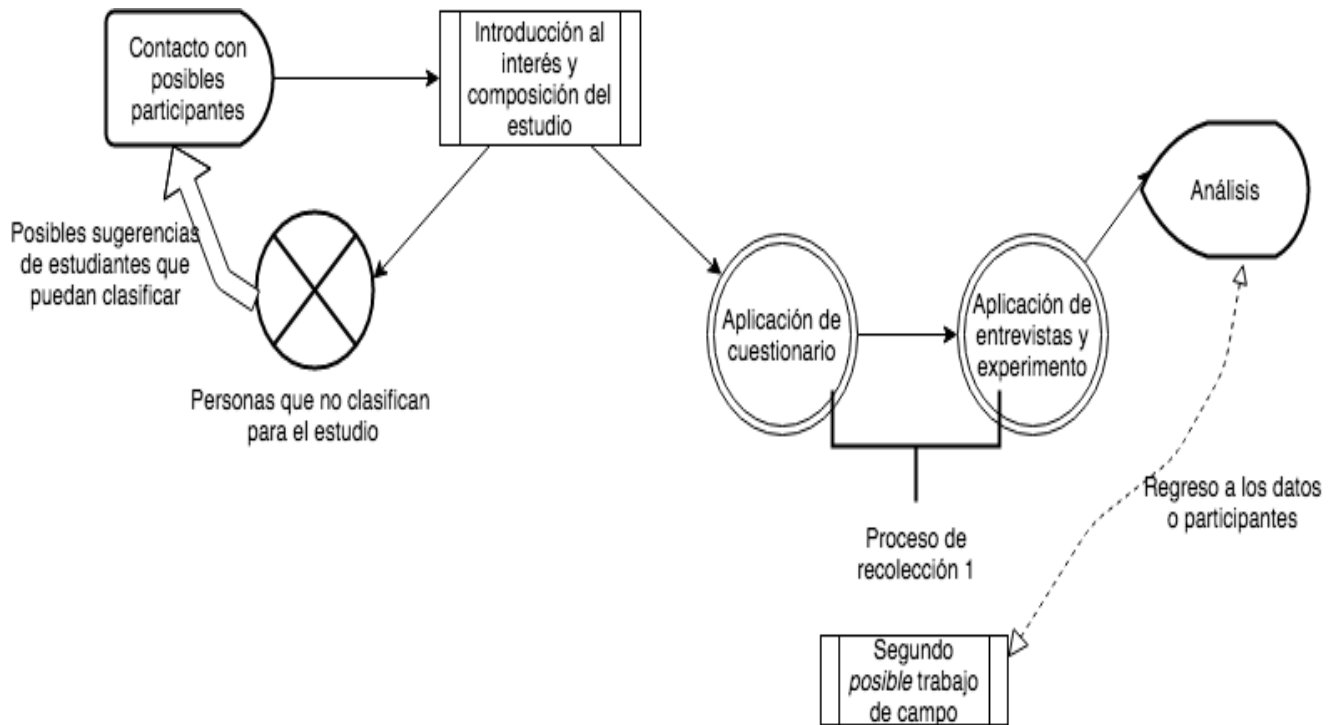 Contacto con
posibles
participantes
Introducción al
interés y
composición del
estudio
Posibles sugerencias
de estudiantes que
puedan clasificar
Personas que no clasifican
para el estudio
Aplicación de
cuestionario
Aplicación de
entrevistas y
experimento
Análisis
Proceso de
recolección 1
Regreso a los datos
o participantes
Segundo
posible trabajo
de campo